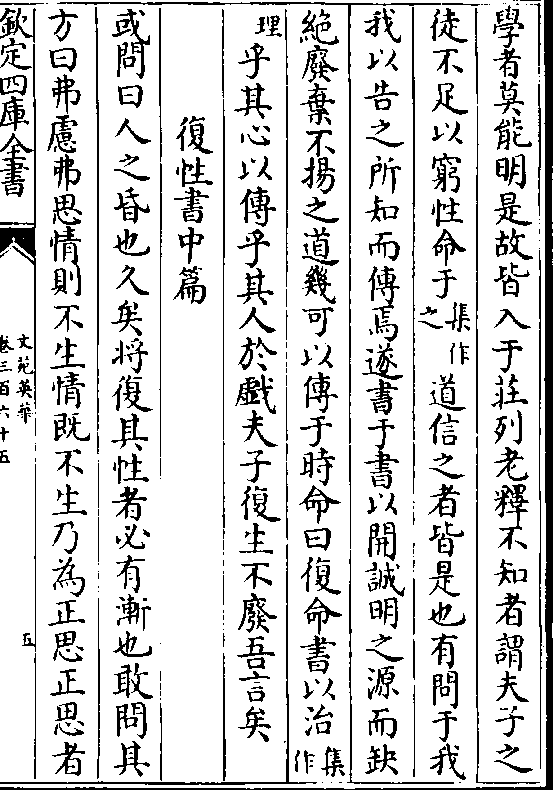 學者莫能明是故皆入于莊列老釋不知者謂夫子之
徒不足以窮性命于集作之道信之者皆是也有問于我
我以告之所知而傳焉遂書于書以開誠明之源而缺
絶廢棄不揚之道幾可以傳于時命曰復命書以治集作
理乎其心以傳乎其人於戲夫子復生不廢吾言矣
復性書中篇
或問曰人之昏也久矣將復其性者必有漸也敢問其
方曰弗慮弗思情則不生情既不生乃為正思正思者
欽定四庫全書
文苑英華
卷三百六十五
五